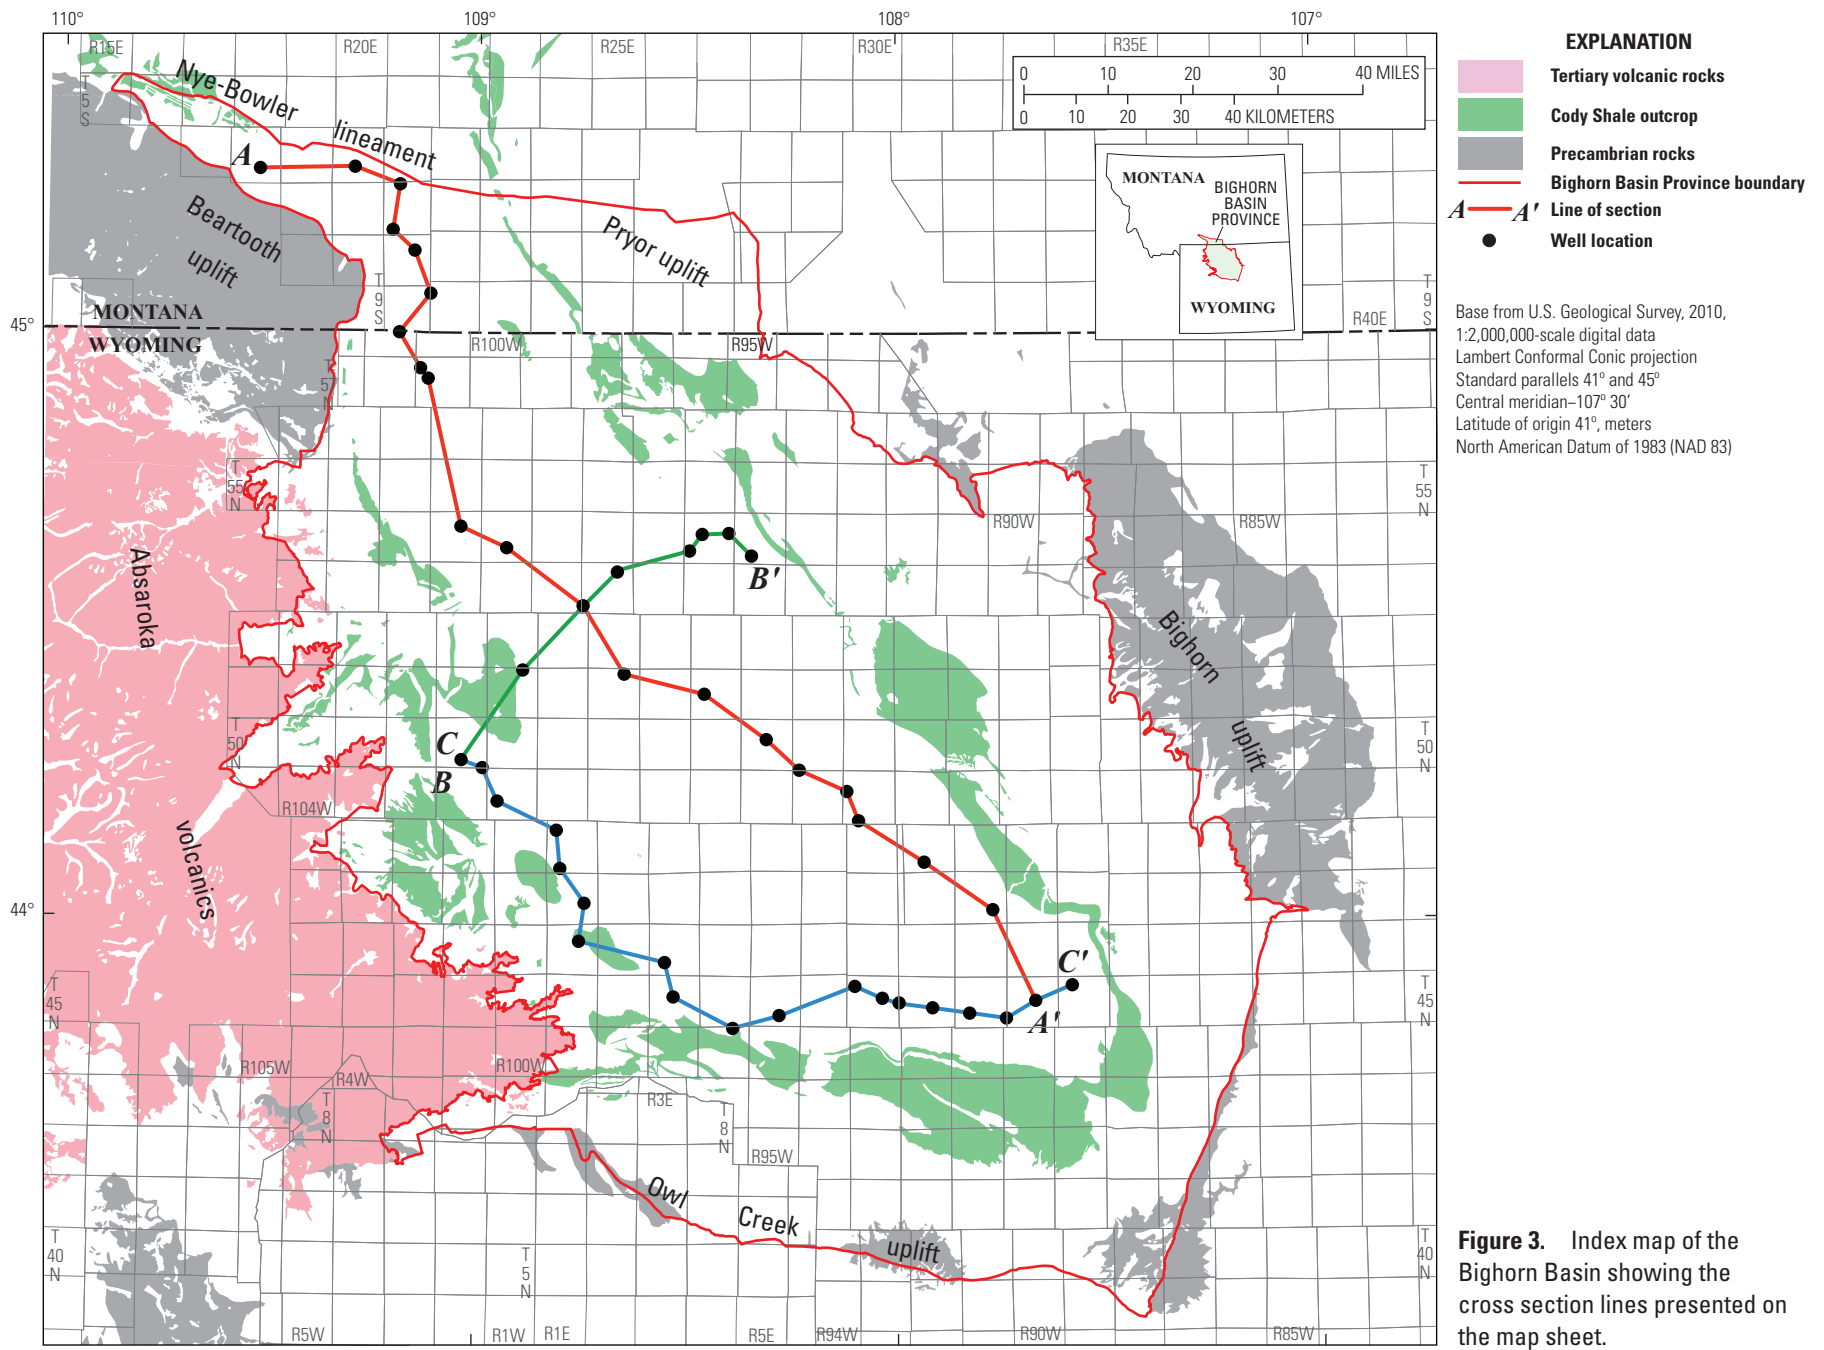 110°
109°
108°
107°
R15E
R20E
R25E
R30E
R35E
Nye-Bowler
lineament
T
5
S
A
0 10 20 30 40 MILES
0 10 20 30 40 KILOMETERS
MONTANA
BIGHORN
BASIN
PROVINCE
WYOMING
Beartooth
uplift
Pryor uplift
T
9
S
T
9
S
45°
MONTANA
WYOMING
R100W
R95W
R40E
T
57
N
T
55
N
T
55
N
R90W
R85W
Absaroka
volcanics
B'
Bighorn
uplift
T
50
N
C
B
T
50
N
R104W
44°
C'
A'
T
45
N
T
45
N
R105W
R4W
R100W
T
8
N
R3E
T
8
N
R95W
Owl
Creek
uplift
T
40
N
T
5
N
T
40
N
R5W
R1W
R1E
R5E
R94W
R90W
R85W
EXPLANATION
Tertiary volcanic rocks
Cody Shale outcrop
Precambrian rocks
Bighorn Basin Province boundary
A A' Line of section
Well location
Base from U.S. Geological Survey, 2010,
1:2,000,000-scale digital data
Lambert Conformal Conic projection
Standard parallels 41° and 45°
Central meridian–107° 30'
Latitude of origin 41°, meters
North American Datum of 1983 (NAD 83)
Figure 3. Index map of the
Bighorn Basin showing the
cross section lines presented on
the map sheet.